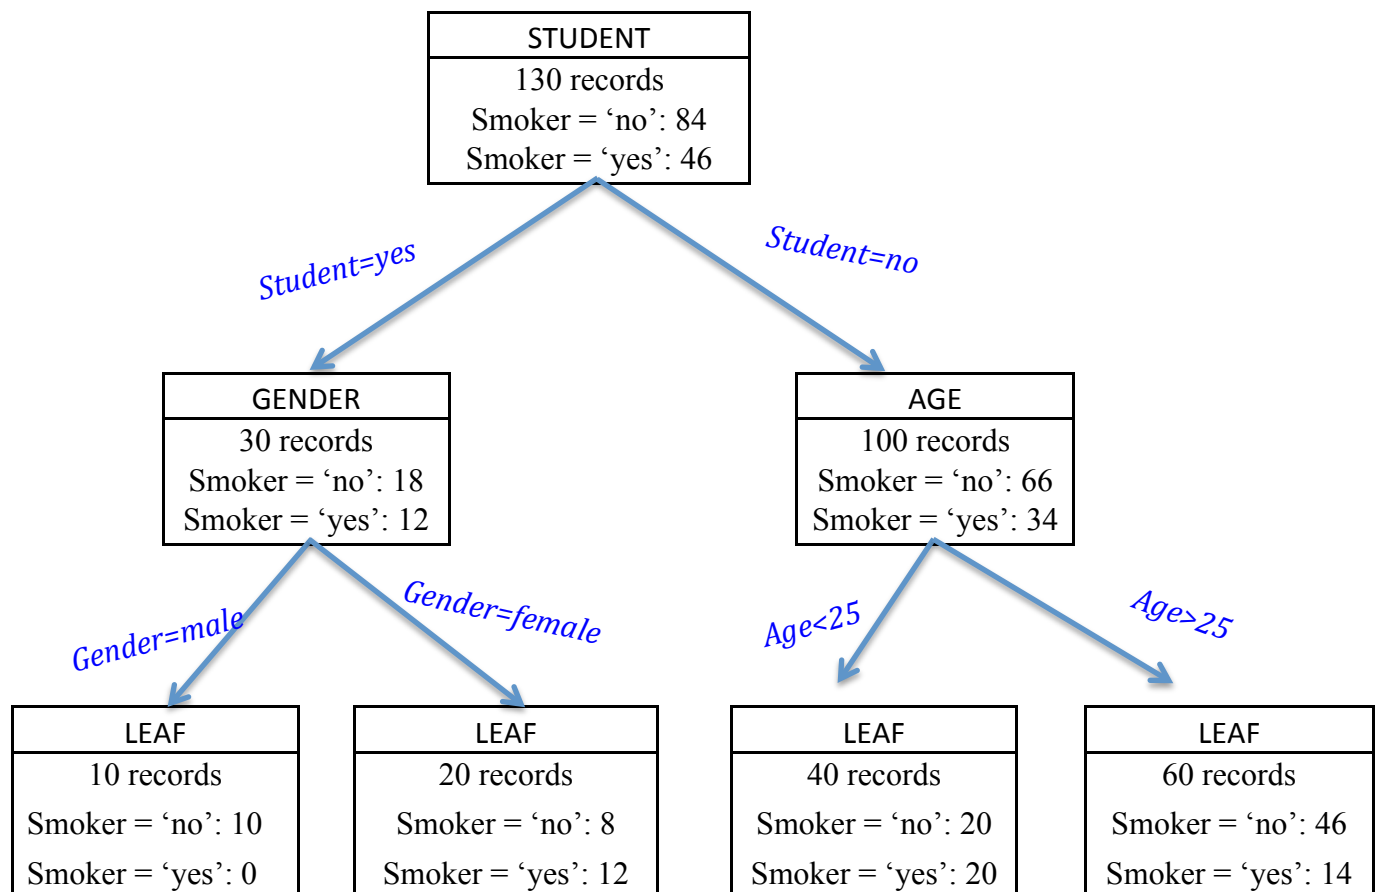 STUDENT
130 records
Smoker = ‘no’: 84
Smoker = ‘yes’: 46
Student=yes
Student=no
GENDER
30 records
Smoker = ‘no’: 18
Smoker = ‘yes’: 12
AGE
100 records
Smoker = ‘no’: 66
Smoker = ‘yes’: 34
Gender=male
Gender=female
Age<25
Age>25
LEAF
10 records
Smoker = ‘no’: 10
Smoker = ‘yes’: 0
LEAF
20 records
Smoker = ‘no’: 8
Smoker = ‘yes’: 12
LEAF
40 records
Smoker = ‘no’: 20
Smoker = ‘yes’: 20
LEAF
60 records
Smoker = ‘no’: 46
Smoker = ‘yes’: 14